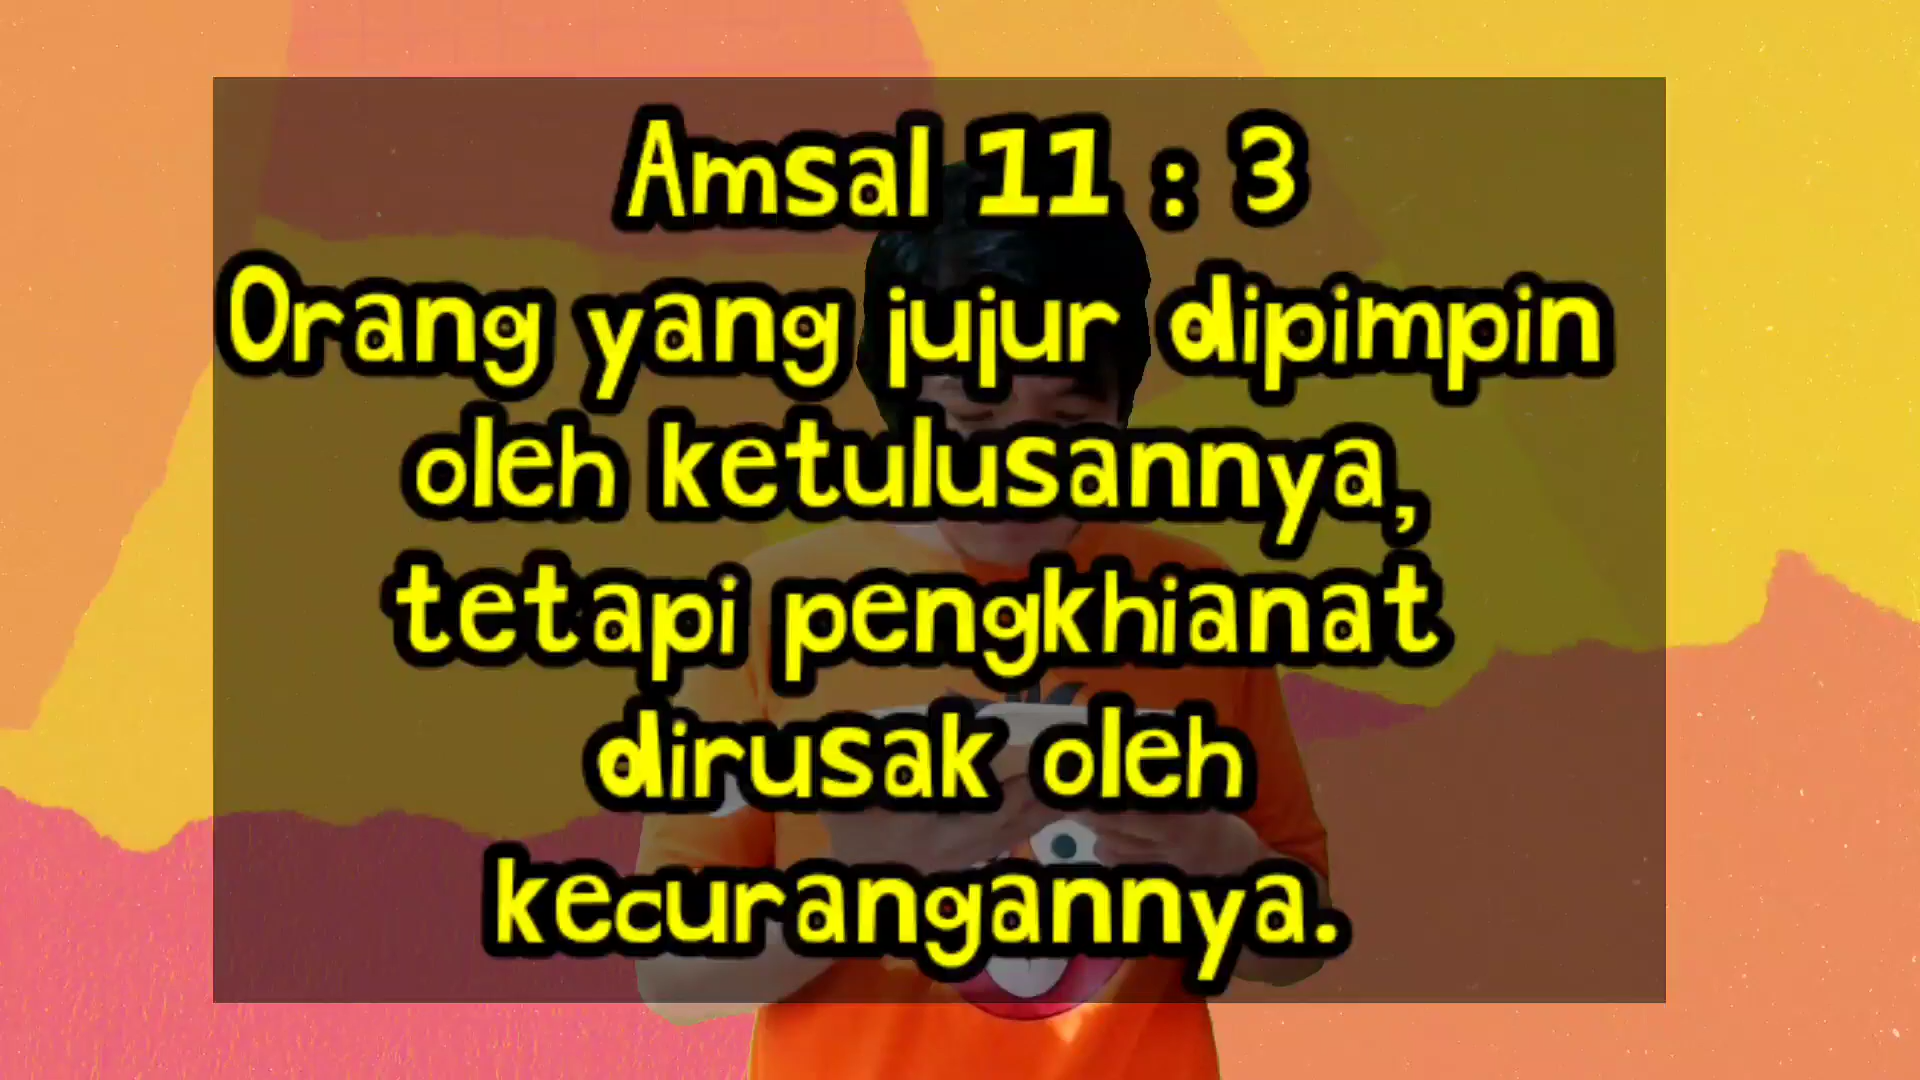 Amsal 11 : 3
Orang yang jujur dipimpin
oleh ketulusannya,
tetapi pengkhianat
dirusak oleh
kecurangannya.